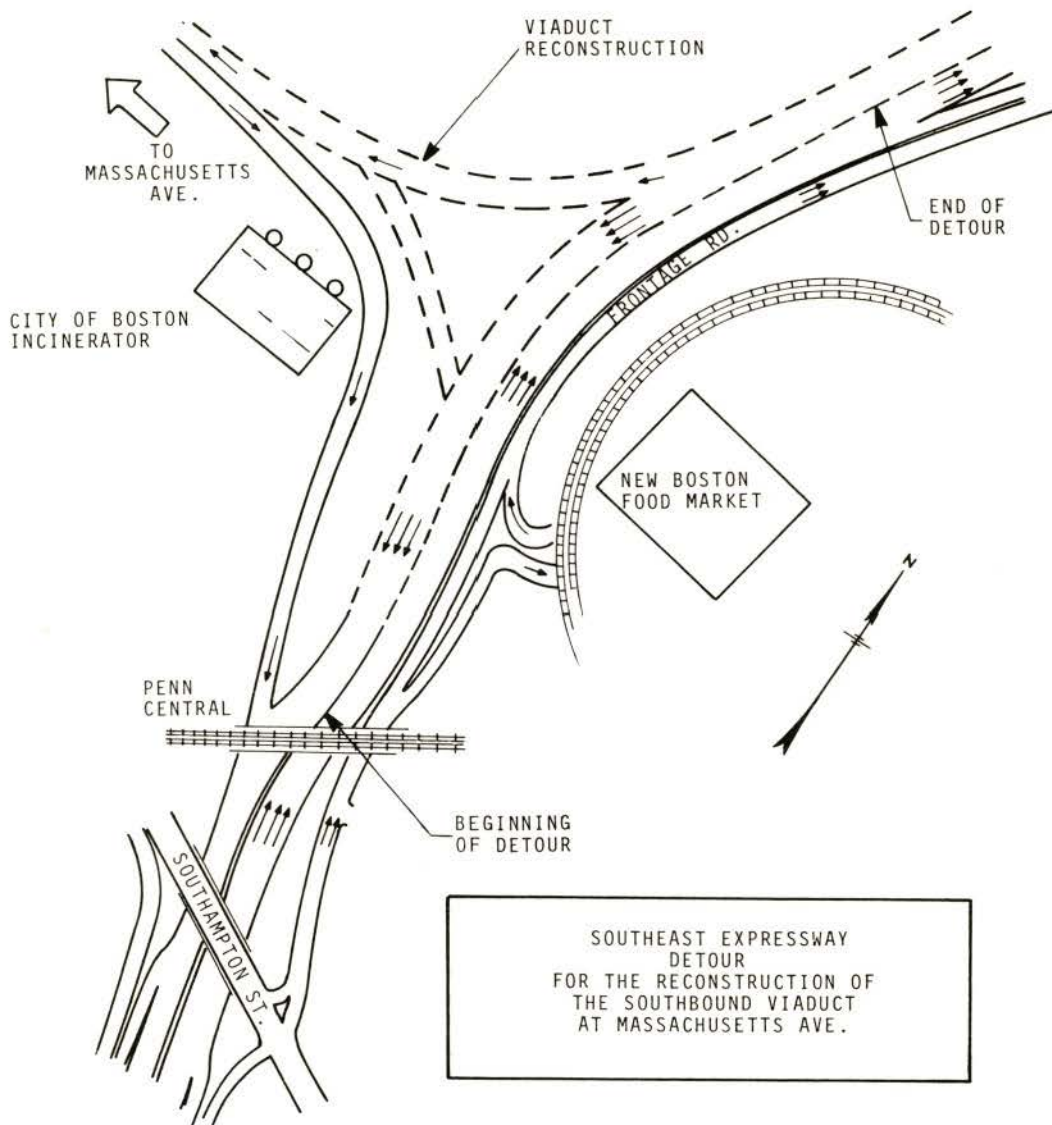 VIADUCT
RECONSTRUCTION
TO
MASSACHUSETTS
AVE.
END OF
DETOUR
FRONTAGE RD.
CITY OF BOSTON
INCINERATOR
NEW BOSTON
FOOD MARKET
N
PENN
CENTRAL
BEGINNING
OF DETOUR
SOUTHAMPTON ST.
SOUTHEAST EXPRESSWAY
DETOUR
FOR THE RECONSTRUCTION OF
THE SOUTHBOUND VIADUCT
AT MASSACHUSETTS AVE.